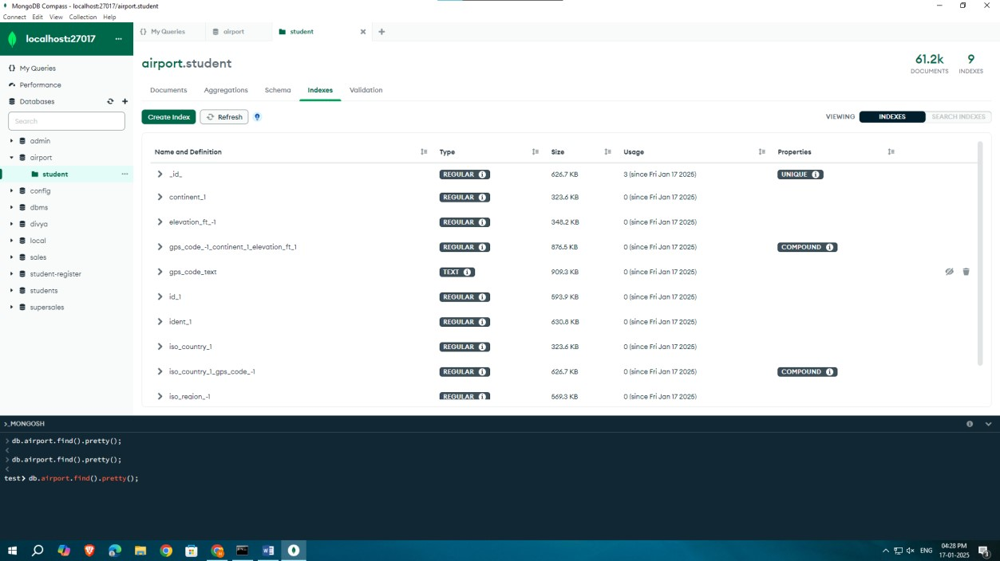 MongoDB Compass - localhost:27017/airport.student
Connect Edit View Collection Help
localhost:27017 ...
{} My Queries
airport
student
airport.student
61.2k
DOCUMENTS
9
INDEXES
{} My Queries
Performance
Databases
Search
admin
airport
student
config
dbms
divya
local
sales
student-register
students
supersales
Documents Aggregations Schema Indexes Validation
Create Index Refresh
VIEWING INDEXES SEARCH INDEXES
Name and Definition Type Size Usage Properties
_id_ REGULAR 626.7 KB 3 (since Fri Jan 17 2025) UNIQUE
continent_1 REGULAR 323.6 KB 0 (since Fri Jan 17 2025)
elevation_ft_-1 REGULAR 348.2 KB 0 (since Fri Jan 17 2025)
gps_code_-1_continent_1_elevation_ft_1 REGULAR 876.5 KB 0 (since Fri Jan 17 2025) COMPOUND
gps_code_text TEXT 909.3 KB 0 (since Fri Jan 17 2025)
id_1 REGULAR 593.9 KB 0 (since Fri Jan 17 2025)
ident_1 REGULAR 630.8 KB 0 (since Fri Jan 17 2025)
iso_country_1 REGULAR 323.6 KB 0 (since Fri Jan 17 2025)
iso_country_1_gps_code_-1 REGULAR 626.7 KB 0 (since Fri Jan 17 2025) COMPOUND
iso_region_-1 REGULAR 569.3 KB 0 (since Fri Jan 17 2025)
>_MONGOSH
> db.airport.find().pretty();
<
> db.airport.find().pretty();
<
test> db.airport.find().pretty();
ENG
04:28 PM
17-01-2025
3